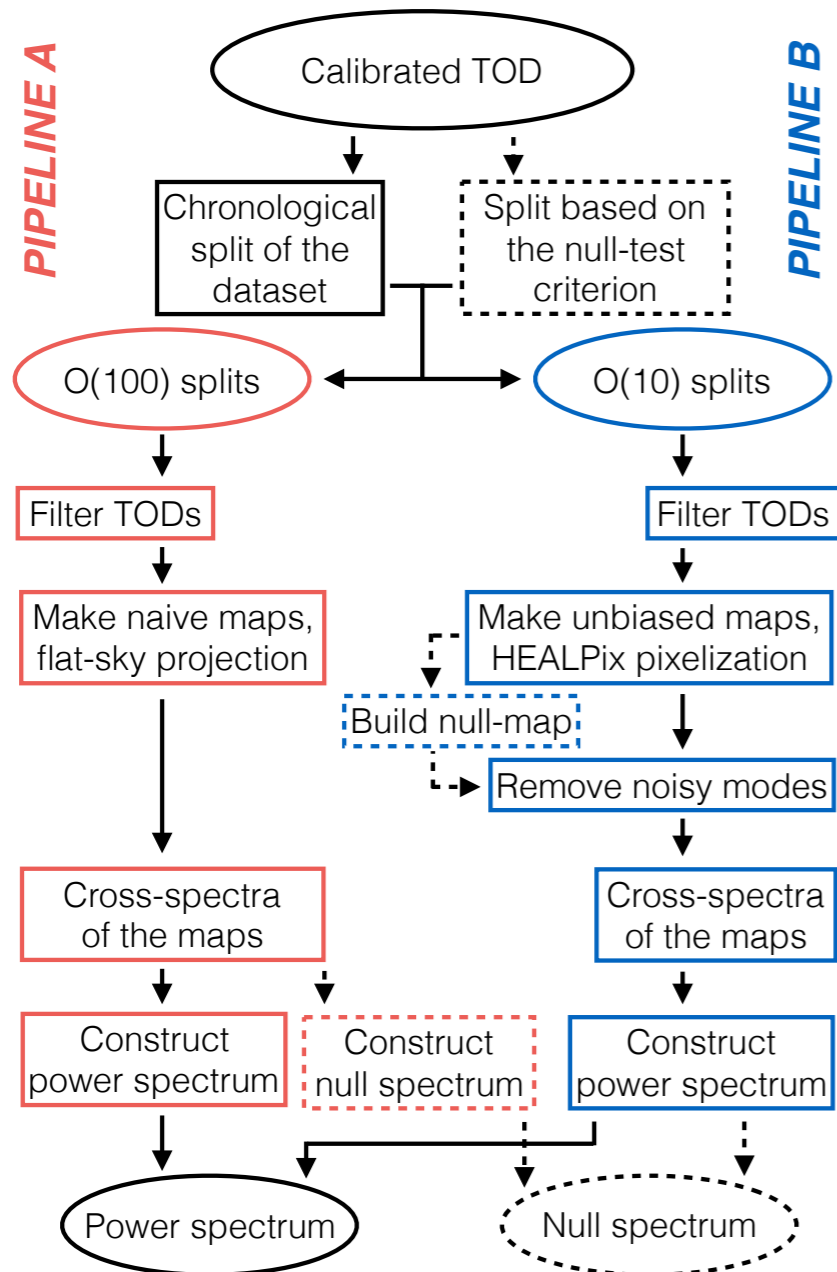 PIPELINE A
PIPELINE B
Calibrated TOD
Chronological
split of the
dataset
Split based on
the null-test
criterion
O(100) splits
O(10) splits
Filter TODs
Filter TODs
Make naive maps,
flat-sky projection
Make unbiased maps,
HEALPix pixelization
Build null-map
Remove noisy modes
Cross-spectra
of the maps
Cross-spectra
of the maps
Construct
power spectrum
Construct
null spectrum
Construct
power spectrum
Power spectrum
Null spectrum